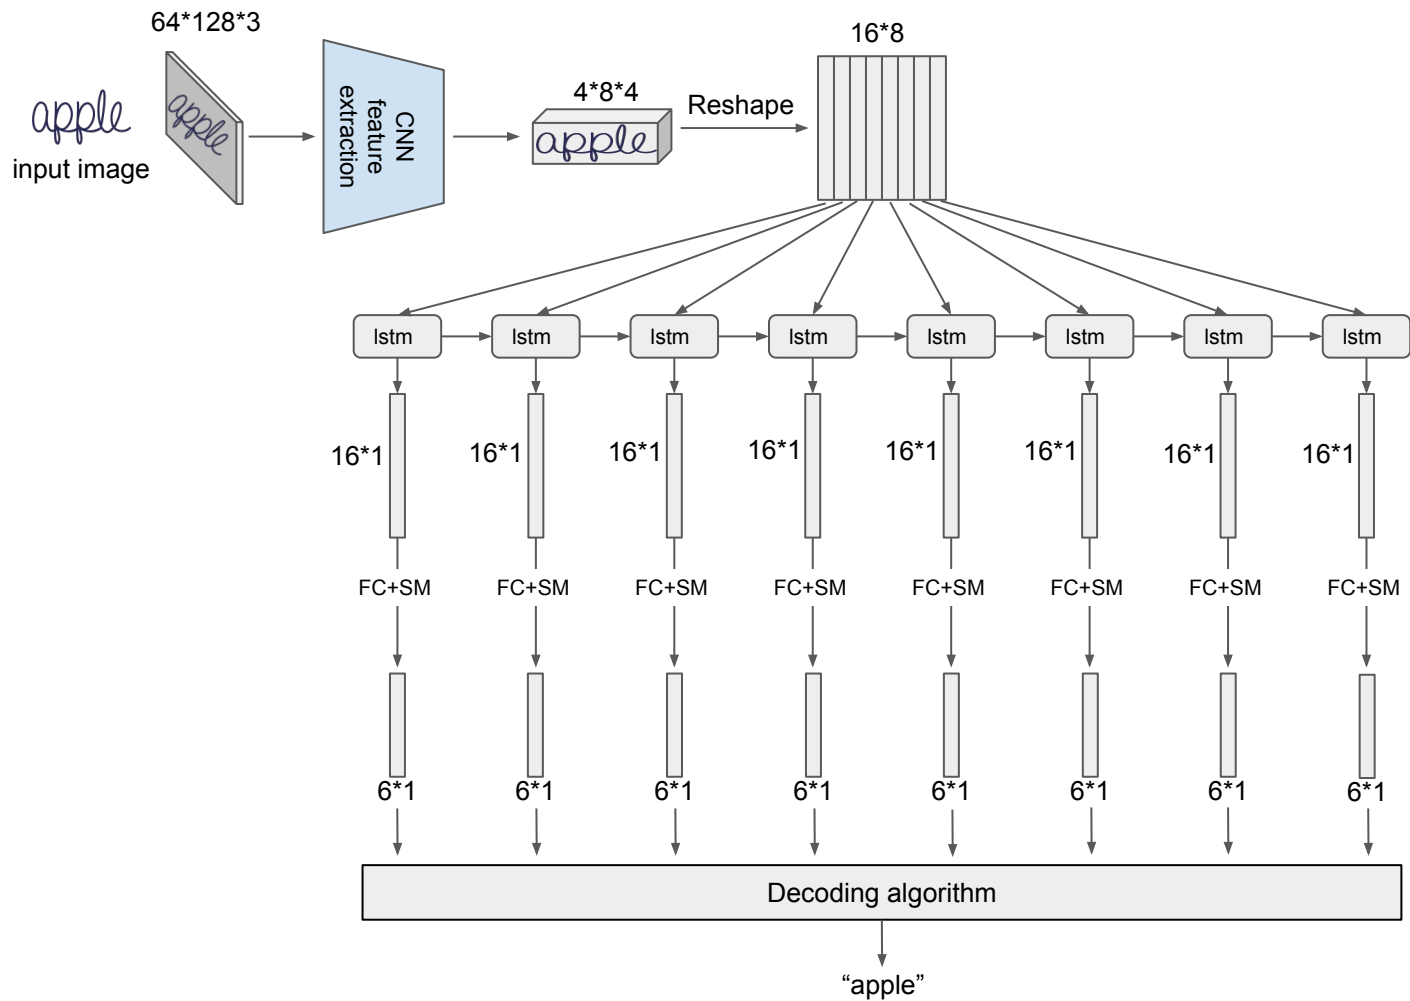 64*128*3
apple
input image
apple
CNN
feature
extraction
4*8*4
apple
Reshape
16*8
lstm lstm lstm lstm lstm lstm lstm lstm
16*1 16*1 16*1 16*1 16*1 16*1 16*1 16*1
FC+SM FC+SM FC+SM FC+SM FC+SM FC+SM FC+SM FC+SM
6*1 6*1 6*1 6*1 6*1 6*1 6*1 6*1
Decoding algorithm
“apple”